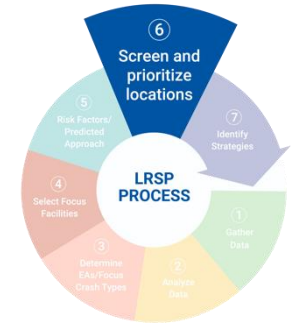 6
Screen and
prioritize
locations
7
Identify
Strategies
1
Gather
Data
2
Analyze
Data
3
Determine
EAs/Focus
Crash Types
4
Select Focus
Facilities
5
Risk Factors/
Predicted
Approach
LRSP
PROCESS